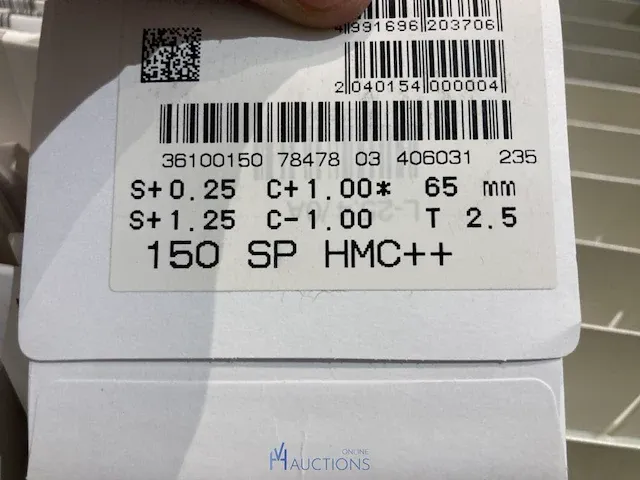 4 991696 203706
2 040154 000004
36100150 78478 03 406031 235
S+0.25 C+1.00* 65 mm
S+1.25 C-1.00 T 2.5
150 SP HMC++
ONLINE
AUCTIONS